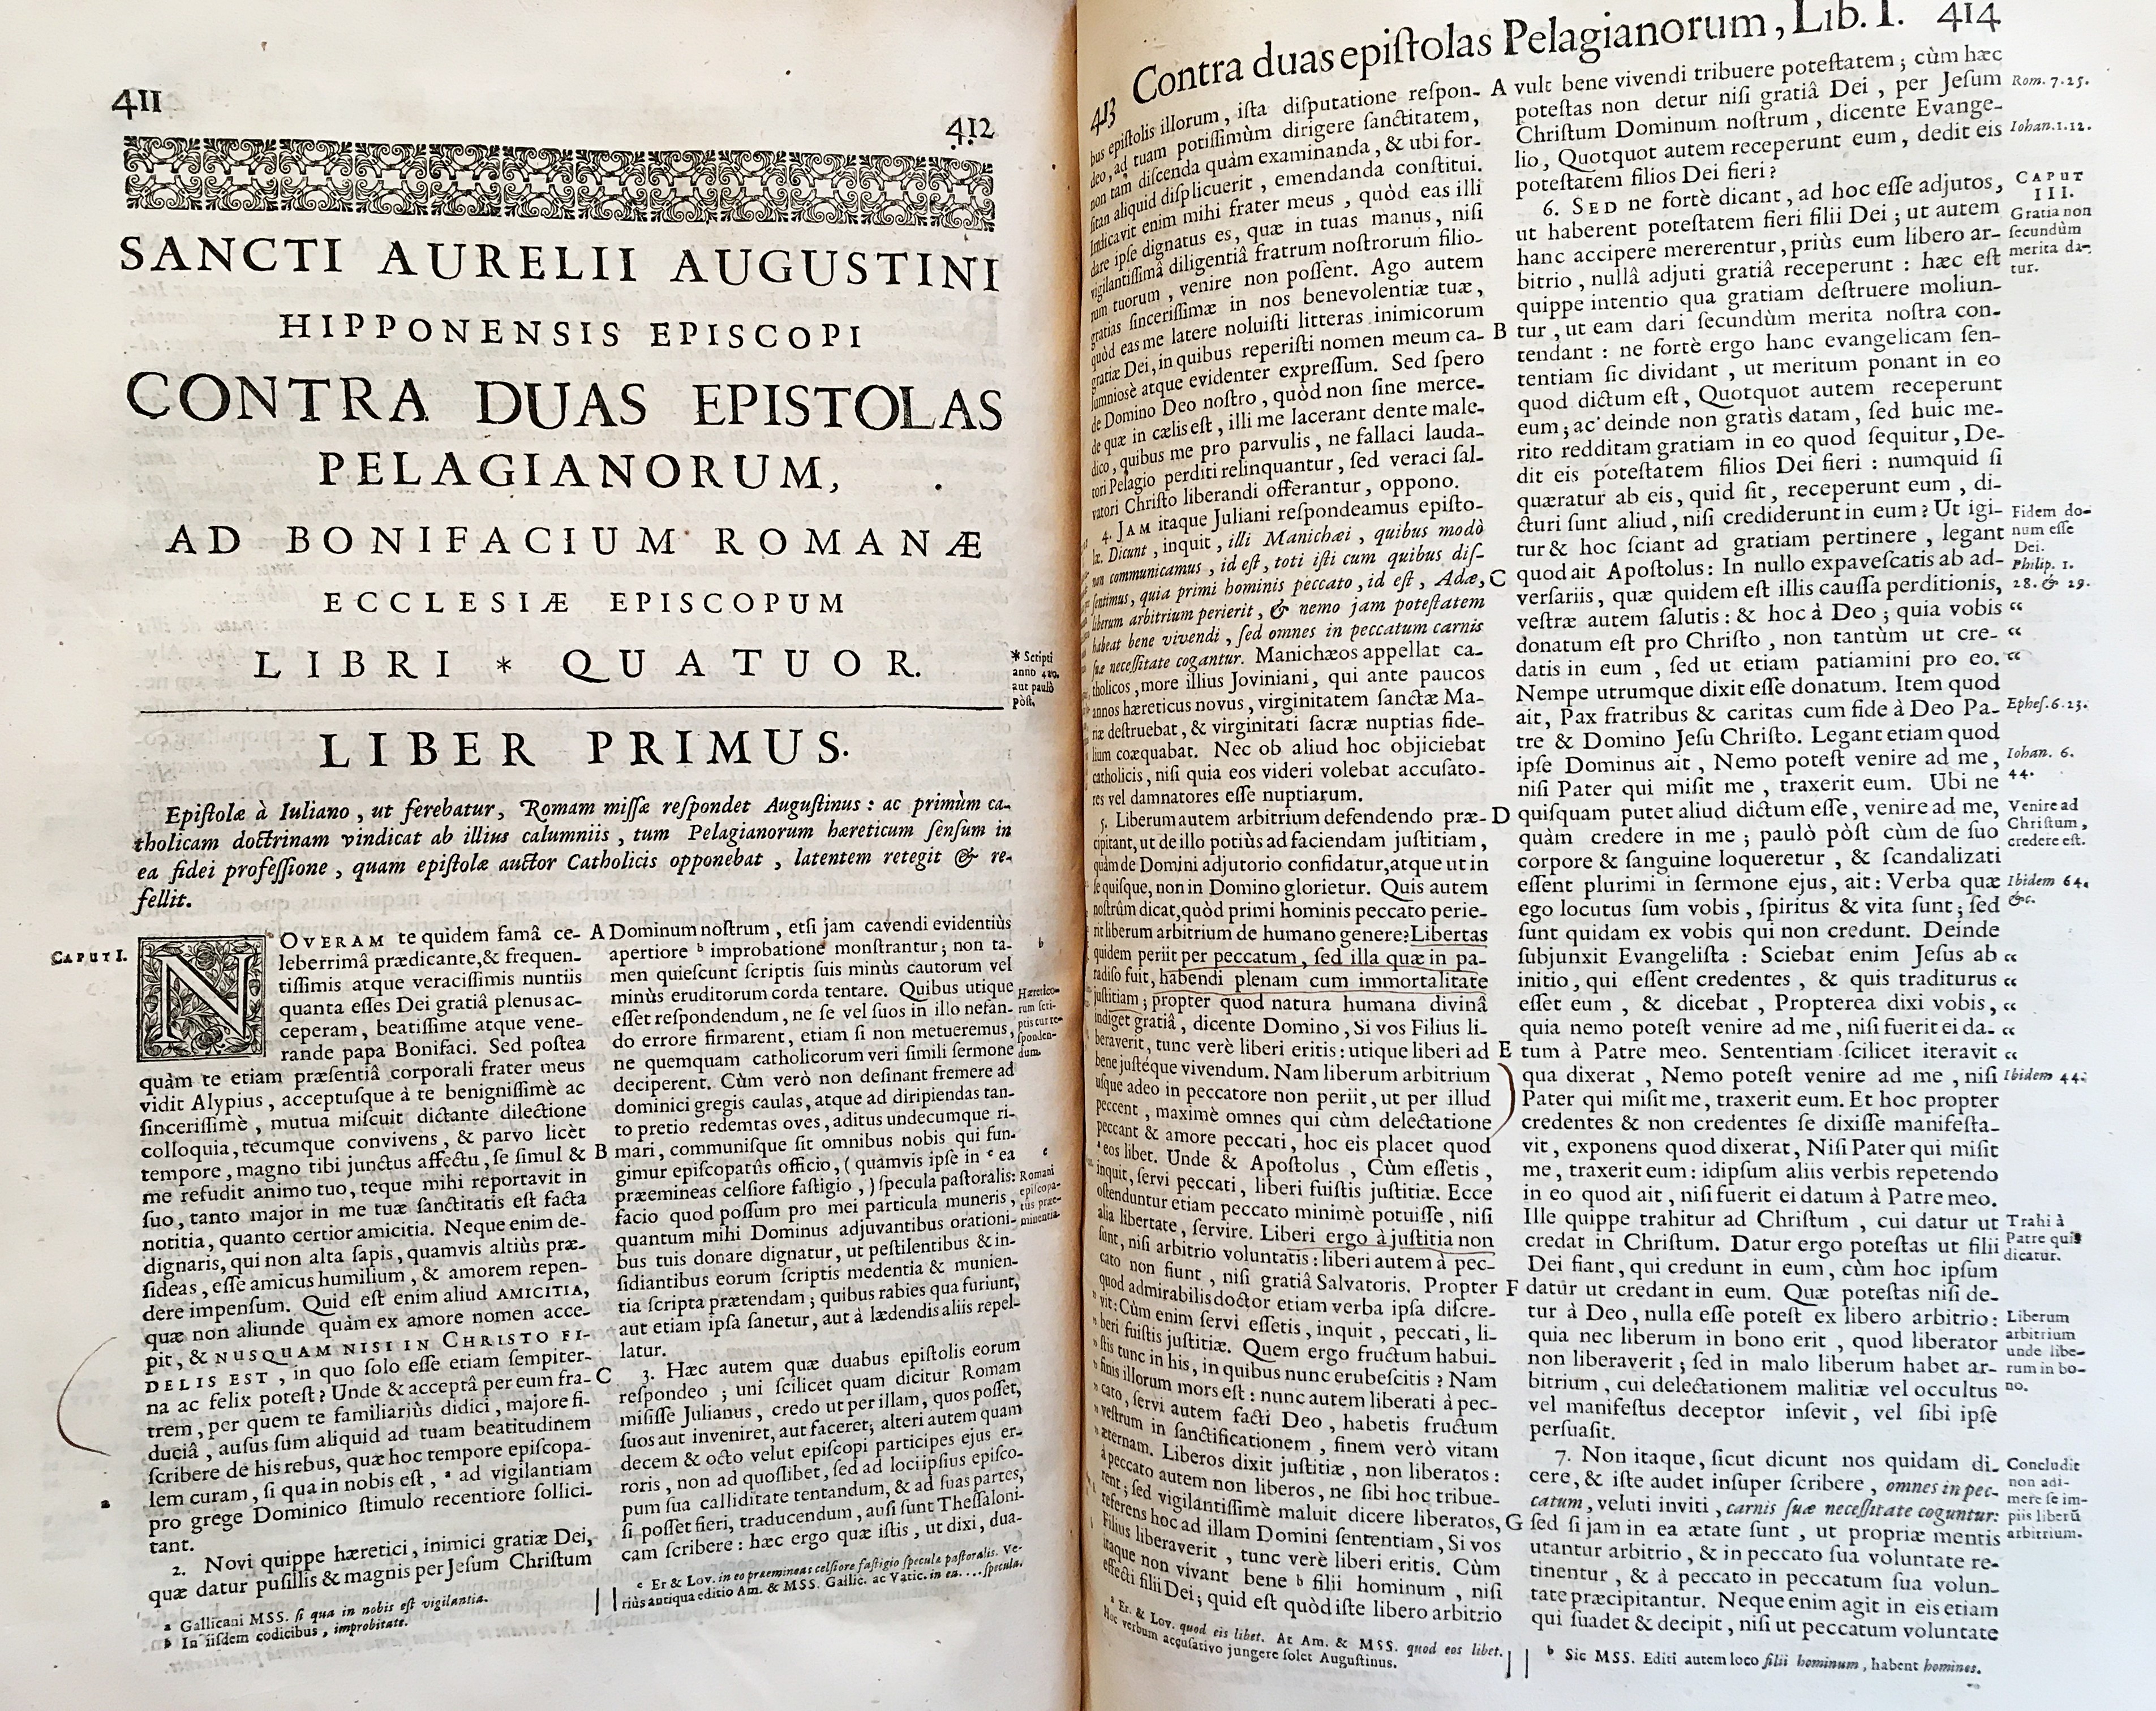 411
412
SANCTI AURELII AUGUSTINI
HIPPONENSIS EPISCOPI
CONTRA DUAS EPISTOLAS
PELAGIANORUM,
AD BONIFACIUM ROMANÆ
ECCLESIÆ EPISCOPUM
LIBRI * QUATUOR.
* Scripti
anno 420.
aut paulò
pòst.
LIBER PRIMUS.
Epiſtolæ à Iuliano, ut ferebatur, Romam miſſæ reſpondet Auguſtinus: ac primùm ca-
tholicam doctrinam vindicat ab illius calumniis, tum Pelagianorum hæreticum ſenſum in
ea fidei profeſſione, quam epiſtolæ auctor Catholicis opponebat, latentem retegit & re-
fellit.
CAPUT I.
NOVERAM te quidem famâ ce-
leberrimâ prædicante, & frequen-
tiſſimis atque veraciſſimis nuntiis
quanta eſſes Dei gratiâ plenus ac-
ceperam, beatiſſime atque vene-
rande papa Bonifaci. Sed poſtea
quàm te etiam præſentiâ corporali frater meus
vidit Alypius, acceptuſque à te benigniſſimè ac
ſinceriſſimè, mutua miſcuit dictante dilectione
colloquia, tecumque convivens, & parvo licèt
tempore, magno tibi junctus affectu, ſe ſimul &
me refudit animo tuo, teque mihi reportavit in
ſuo, tanto major in me tuæ ſanctitatis eſt facta
notitia, quanto certior amicitia. Neque enim de-
dignaris, qui non alta ſapis, quamvis altiùs præ-
ſideas, eſſe amicus humilium, & amorem repen-
dere impenſum. Quid eſt enim aliud AMICITIA,
quæ non aliunde quàm ex amore nomen acce-
pit, & NUSQUAM NISI IN CHRISTO FI-
DELIS EST, in quo ſolo eſſe etiam ſempiter-
na ac felix poteſt? Unde & acceptâ per eum fra-
trem, per quem te familiariùs didici, majore fi-
duciâ, auſus ſum aliquid ad tuam beatitudinem
ſcribere de his rebus, quæ hoc tempore epiſcopa-
lem curam, ſi qua in nobis eſt, a ad vigilantiam
pro grege Dominico ſtimulo recentiore ſollici-
tant.
2. Novi quippe hæretici, inimici gratiæ Dei,
quæ datur puſillis & magnis per Jeſum Chriſtum
a
a Gallicani MSS. ſi qua in nobis eſt vigilantia.
b In iiſdem codicibus, improbitate.
A Dominum noſtrum, etſi jam cavendi evidentiùs
apertiore b improbatione monſtrantur; non ta-
men quieſcunt ſcriptis ſuis minùs cautorum vel
minùs eruditorum corda tentare. Quibus utique
eſſet reſpondendum, ne ſe vel ſuos in illo nefan-
do errore firmarent, etiam ſi non metueremus,
ne quemquam catholicorum veri ſimili ſermone
deciperent. Cùm verò non deſinant fremere ad
dominici gregis caulas, atque ad diripiendas tan-
to pretio redemtas oves, aditus undecumque ri-
B mari, communiſque ſit omnibus nobis qui fun-
gimur epiſcopatûs officio, (quàmvis ipſe in c ea
præemineas celſiore faſtigio,) ſpecula paſtoralis:
facio quod poſſum pro mei particula muneris,
quantum mihi Dominus adjuvantibus orationi-
bus tuis donare dignatur, ut peſtilentibus & in-
ſidiantibus eorum ſcriptis medentia & munien-
tia ſcripta prætendam; quibus rabies qua furiunt,
aut etiam ipſa ſanetur, aut à lædendis aliis repel-
latur.
C 3. Hæc autem quæ duabus epiſtolis eorum
reſpondeo; uni ſcilicet quam dicitur Romam
miſiſſe Julianus, credo ut per illam, quos poſſet,
ſuos aut inveniret, aut faceret; alteri autem quam
decem & octo velut epiſcopi participes ejus er-
roris, non ad quoſlibet, ſed ad loci ipſius epiſco-
pum ſua calliditate tentandum, & ad ſuas partes,
ſi poſſet fieri, traducendum, auſi ſunt Theſſaloni-
cam ſcribere: hæc ergo quæ iſtis, ut dixi, dua-
b
Hæretico-
rum ſcri-
ptis cur re-
ſponden-
dum.
c
Romani
epiſcopa-
tûs præe-
minentia.
c Er & Lov. in eo præemineas celſiore faſtigio ſpecula paſtoralis. Ve-
riùs antiqua editio Am. & MSS. Gallic. ac Vatic. in ea.... ſpecula.
413 Contra duas epiſtolas Pelagianorum, Lib. I. 414
bus epiſtolis illorum, iſta diſputatione reſpon-
deo, ad tuam potiſſimùm dirigere ſanctitatem,
non tam diſcenda quàm examinanda, & ubi for-
ſitan aliquid diſplicuerit, emendanda conſtitui.
Indicavit enim mihi frater meus, quòd eas illi
dare ipſe dignatus es, quæ in tuas manus, niſi
vigilantiſſimâ diligentiâ fratrum noſtrorum filio-
rum tuorum, venire non poſſent. Ago autem
gratias ſinceriſſimæ in nos benevolentiæ tuæ,
quòd eas me latere noluiſti litteras inimicorum
gratiæ Dei, in quibus reperiſti nomen meum ca-
lumnioſè atque evidenter expreſſum. Sed ſpero
de Domino Deo noſtro, quòd non ſine merce-
de quæ in cælis eſt, illi me lacerant dente male-
dico, quibus me pro parvulis, ne fallaci lauda-
tori Pelagio perditi relinquantur, ſed veraci ſal-
vatori Chriſto liberandi offerantur, oppono.
4. JAM itaque Juliani reſpondeamus epiſto-
læ. Dicunt, inquit, illi Manichæi, quibus modò
non communicamus, id eſt, toti iſti cum quibus diſ-
ſentimus, quia primi hominis peccato, id eſt, Adæ,
liberum arbitrium perierit, & nemo jam poteſtatem
habeat bene vivendi, ſed omnes in peccatum carnis
ſuæ neceſſitate cogantur. Manichæos appellat ca-
tholicos, more illius Joviniani, qui ante paucos
annos hæreticus novus, virginitatem ſanctæ Ma-
riæ deſtruebat, & virginitati ſacræ nuptias fide-
lium coæquabat. Nec ob aliud hoc objiciebat
catholicis, niſi quia eos videri volebat accuſato-
res vel damnatores eſſe nuptiarum.
5. Liberum autem arbitrium defendendo præ-
cipitant, ut de illo potiùs ad faciendam juſtitiam,
quàm de Domini adjutorio confidatur, atque ut in
ſe quiſque, non in Domino glorietur. Quis autem
noſtrûm dicat, quòd primi hominis peccato perie-
rit liberum arbitrium de humano genere? Libertas
quidem periit per peccatum, ſed illa quæ in pa-
radiſo fuit, habendi plenam cum immortalitate
juſtitiam; propter quod natura humana divinâ
indiget gratiâ, dicente Domino, Si vos Filius li-
beraverit, tunc verè liberi eritis: utique liberi ad
bene juſtéque vivendum. Nam liberum arbitrium
uſque adeo in peccatore non periit, ut per illud
peccent, maximè omnes qui cùm delectatione
peccant & amore peccati, hoc eis placet quod
a eos libet. Unde & Apoſtolus, Cùm eſſetis,
inquit, ſervi peccati, liberi fuiſtis juſtitiæ. Ecce
oſtenduntur etiam peccato minimè potuiſſe, niſi
alia libertate, ſervire. Liberi ergo à juſtitia non
ſunt, niſi arbitrio voluntatis: liberi autem à pec-
cato non fiunt, niſi gratiâ Salvatoris. Propter
quod admirabilis doctor etiam verba ipſa diſcre-
vit: Cùm enim ſervi eſſetis, inquit, peccati, li-
beri fuiſtis juſtitiæ. Quem ergo fructum habui-
ſtis tunc in his, in quibus nunc erubeſcitis? Nam
finis illorum mors eſt: nunc autem liberati à pec-
cato, ſervi autem facti Deo, habetis fructum
veſtrum in ſanctificationem, finem verò vitam
æternam. Liberos dixit juſtitiæ, non liberatos:
à peccato autem non liberos, ne ſibi hoc tribue-
rent; ſed vigilantiſſimè maluit dicere liberatos,
referens hoc ad illam Domini ſententiam, Si vos
Filius liberaverit, tunc verè liberi eritis. Cùm
itaque non vivant bene b filii hominum, niſi
effecti filii Dei; quid eſt quòd iſte libero arbitrio
a Er. & Lov. quod eis libet. At Am. & MSS. quod eos libet.
Hoc verbum accuſativo jungere ſolet Auguſtinus.
A vult bene vivendi tribuere poteſtatem; cùm hæc
poteſtas non detur niſi gratiâ Dei, per Jeſum
Chriſtum Dominum noſtrum, dicente Evange-
lio, Quotquot autem receperunt eum, dedit eis
poteſtatem filios Dei fieri?
6. SED ne fortè dicant, ad hoc eſſe adjutos,
ut haberent poteſtatem fieri filii Dei; ut autem
hanc accipere mererentur, priùs eum libero ar-
bitrio, nullâ adjuti gratiâ receperunt: hæc eſt
quippe intentio qua gratiam deſtruere moliun-
B tur, ut eam dari ſecundùm merita noſtra con-
tendant: ne fortè ergo hanc evangelicam ſen-
tentiam ſic dividant, ut meritum ponant in eo
quod dictum eſt, Quotquot autem receperunt
eum; ac deinde non gratis datam, ſed huic me-
rito redditam gratiam in eo quod ſequitur, De-
dit eis poteſtatem filios Dei fieri: numquid ſi
quæratur ab eis, quid ſit, receperunt eum, di-
cturi ſunt aliud, niſi crediderunt in eum? Ut igi-
tur & hoc ſciant ad gratiam pertinere, legant
C quod ait Apoſtolus: In nullo expaveſcatis ab ad-
verſariis, quæ quidem eſt illis cauſſa perditionis,
veſtræ autem ſalutis: & hoc à Deo; quia vobis “
donatum eſt pro Chriſto, non tantùm ut cre- “
datis in eum, ſed ut etiam patiamini pro eo. “
Nempe utrumque dixit eſſe donatum. Item quod
ait, Pax fratribus & caritas cum fide à Deo Pa-
tre & Domino Jeſu Chriſto. Legant etiam quod
ipſe Dominus ait, Nemo poteſt venire ad me,
niſi Pater qui miſit me, traxerit eum. Ubi ne
D quiſquam putet aliud dictum eſſe, venire ad me,
quàm credere in me; paulò pòſt cùm de ſuo
corpore & ſanguine loqueretur, & ſcandalizati
eſſent plurimi in ſermone ejus, ait: Verba quæ
ego locutus ſum vobis, ſpiritus & vita ſunt; ſed
ſunt quidam ex vobis qui non credunt. Deinde
ſubjunxit Evangeliſta: Sciebat enim Jeſus ab “
initio, qui eſſent credentes, & quis traditurus “
eſſet eum, & dicebat, Propterea dixi vobis, “
quia nemo poteſt venire ad me, niſi fuerit ei da- “
E tum à Patre meo. Sententiam ſcilicet iteravit “
qua dixerat, Nemo poteſt venire ad me, niſi
Pater qui miſit me, traxerit eum. Et hoc propter
credentes & non credentes ſe dixiſſe manifeſta-
vit, exponens quod dixerat, Niſi Pater qui miſit
me, traxerit eum: idipſum aliis verbis repetendo
in eo quod ait, niſi fuerit ei datum à Patre meo.
Ille quippe trahitur ad Chriſtum, cui datur ut
credat in Chriſtum. Datur ergo poteſtas ut filii
Dei fiant, qui credunt in eum, cùm hoc ipſum
F datur ut credant in eum. Quæ poteſtas niſi de-
tur à Deo, nulla eſſe poteſt ex libero arbitrio:
quia nec liberum in bono erit, quod liberator
non liberaverit; ſed in malo liberum habet ar-
bitrium, cui delectationem malitiæ vel occultus
vel manifeſtus deceptor inſevit, vel ſibi ipſe
perſuaſit.
7. Non itaque, ſicut dicunt nos quidam di-
cere, & iſte audet inſuper ſcribere, omnes in pec-
catum, veluti inviti, carnis ſuæ neceſſitate coguntur:
G ſed ſi jam in ea ætate ſunt, ut propriæ mentis
utantur arbitrio, & in peccato ſua voluntate re-
tinentur, & à peccato in peccatum ſua volun-
tate præcipitantur. Neque enim agit in eis etiam
qui ſuadet & decipit, niſi ut peccatum voluntate
b Sic MSS. Editi autem loco filii hominum, habent homines.
Rom. 7. 25.
Iohan. 1. 12.
CAPUT
III.
Gratia non
ſecundùm
merita da-
tur.
Fidem do-
num eſſe
Dei.
Philip. 1.
28. & 29.
Epheſ. 6. 23.
Iohan. 6.
44.
Venire ad
Chriſtum,
credere eſt.
Ibidem 64.
&c.
Ibidem 44.
Trahi à
Patre quis
dicatur.
Liberum
arbitrium
unde libe-
rum in bo-
no.
Concludit
non adi-
mere ſe im-
piis liberū
arbitrium.